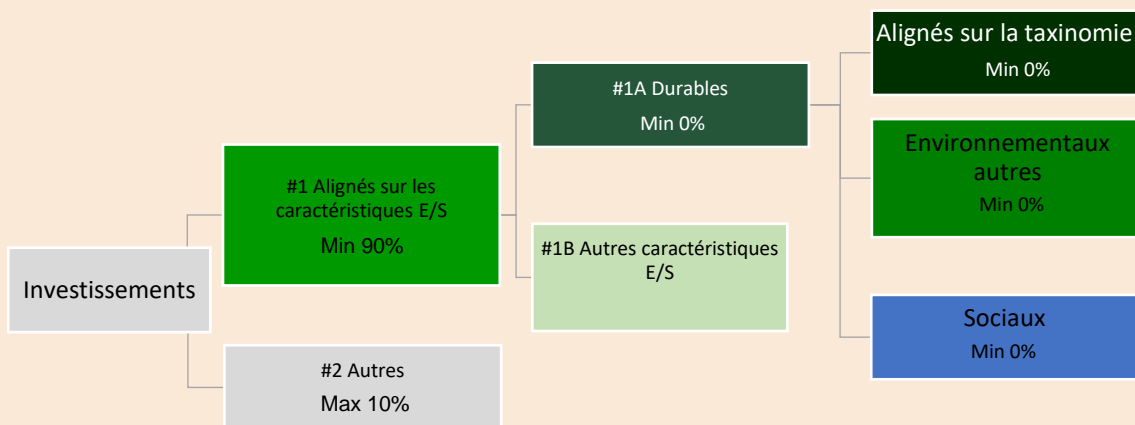 Investissements
#1 Alignés sur les
caractéristiques E/S
Min 90%
#2 Autres
Max 10%
#1A Durables
Min 0%
#1B Autres caractéristiques
E/S
Alignés sur la taxinomie
Min 0%
Environnementaux
autres
Min 0%
Sociaux
Min 0%